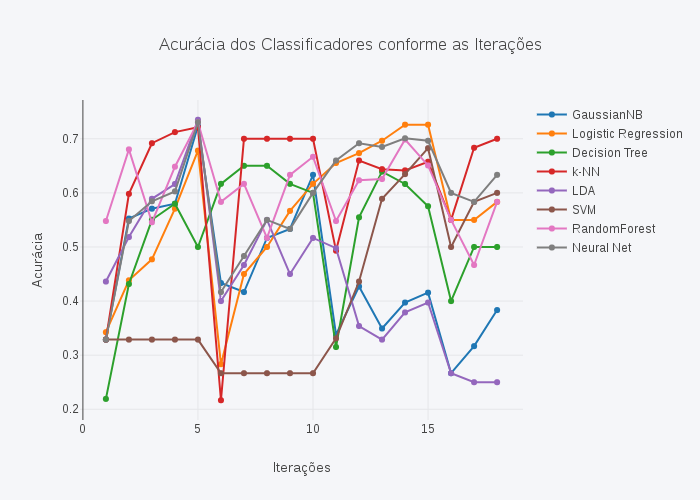 Acurácia dos Classificadores conforme as Iterações
0.7
0.6
0.5
0.4
0.3
0.2
Acurácia
0
5
10
15
Iterações
GaussianNB
Logistic Regression
Decision Tree
k-NN
LDA
SVM
RandomForest
Neural Net